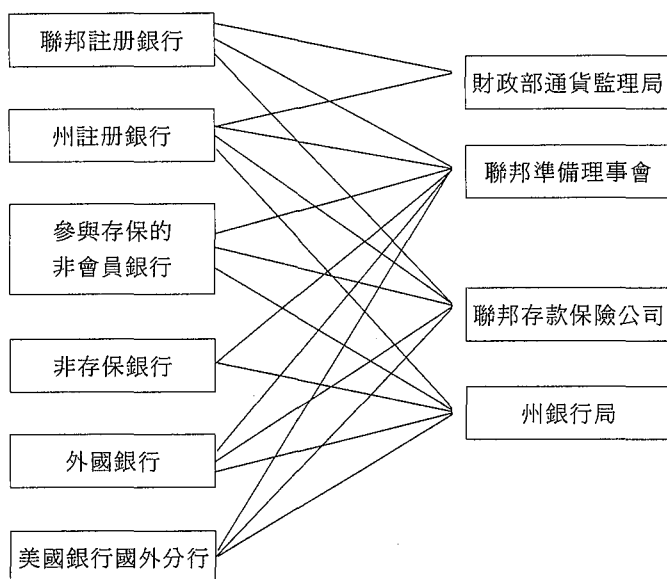 聯邦註册銀行
州註册銀行
參與存保的
非會員銀行
非存保銀行
外國銀行
美國銀行國外分行
財政部通貨監理局
聯邦準備理事會
聯邦存款保險公司
州銀行局